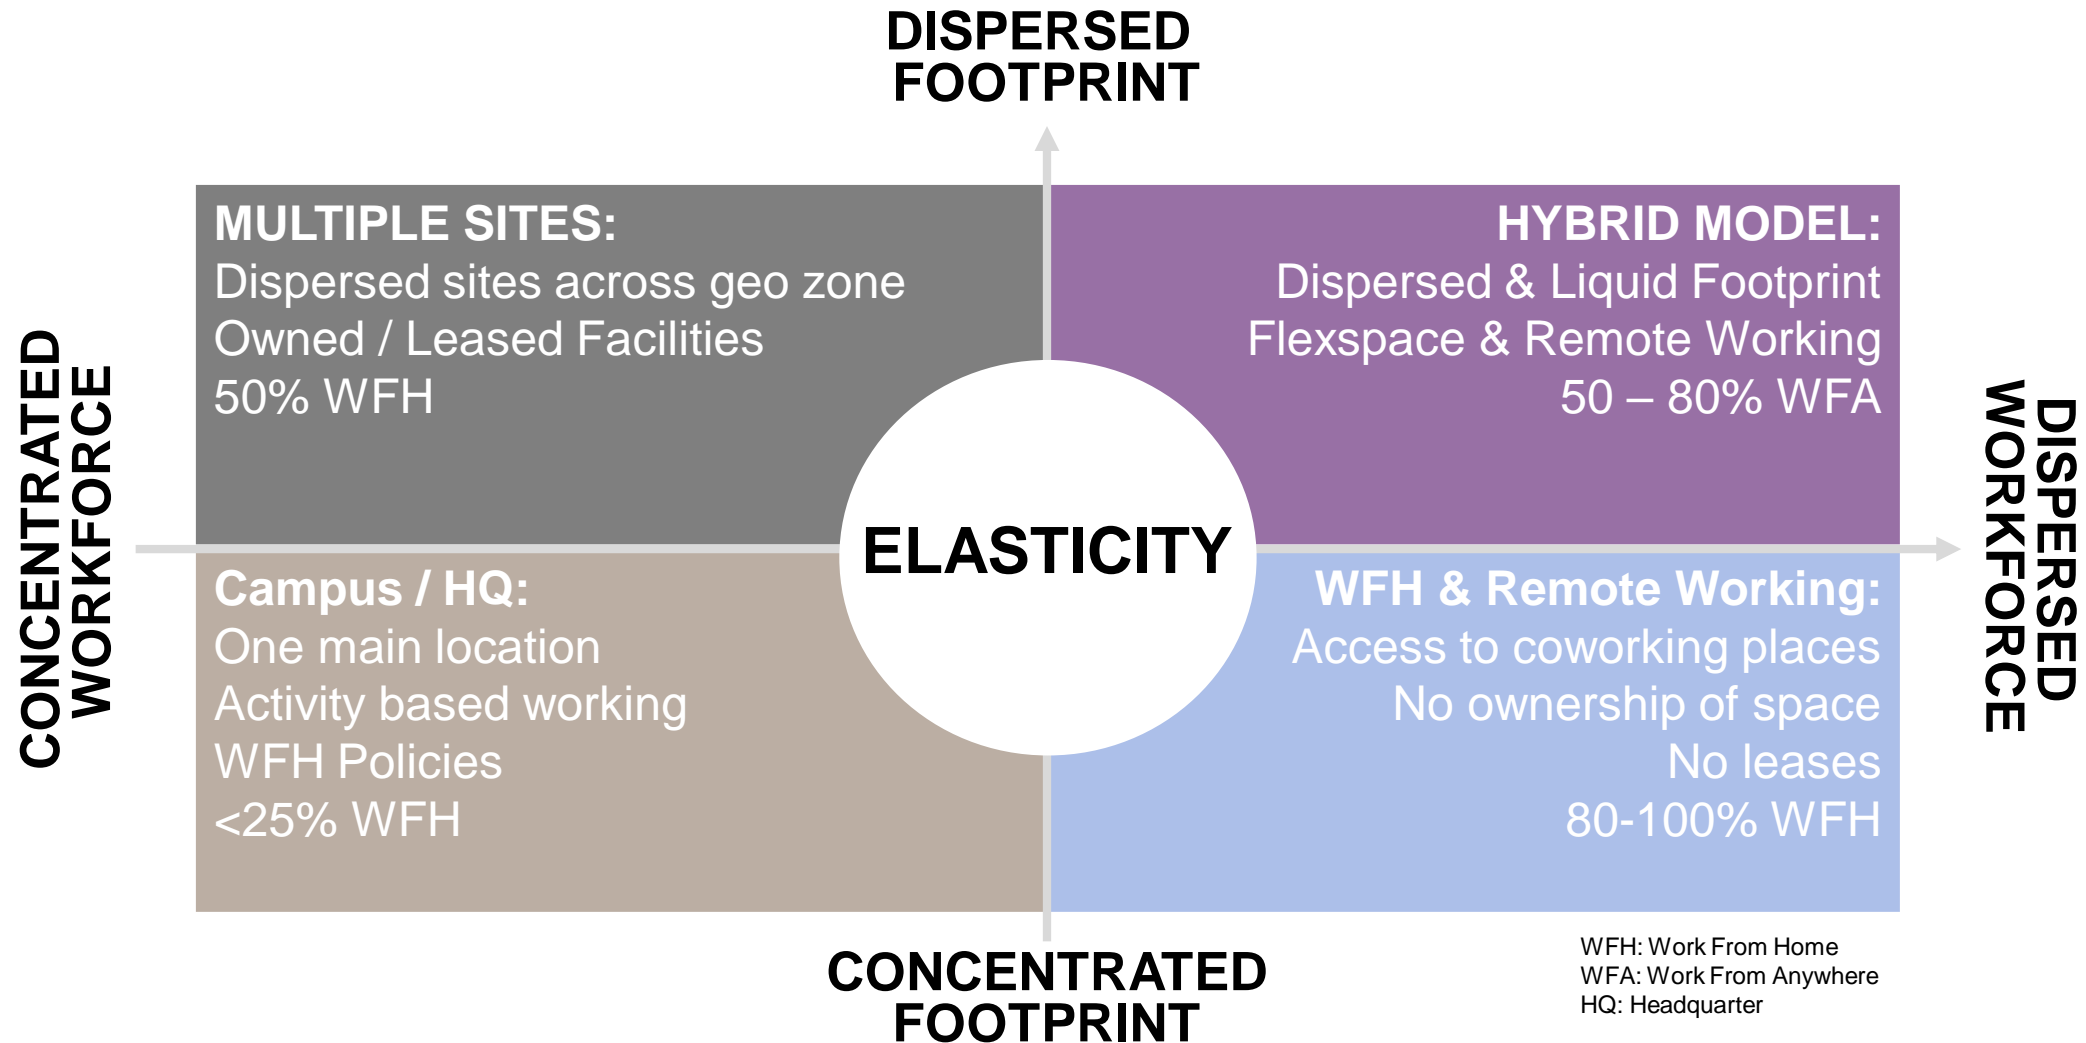 DISPERSED
FOOTPRINT
CONCENTRATED
WORKFORCE
MULTIPLE SITES:
Dispersed sites across geo zone
Owned / Leased Facilities
50% WFH
HYBRID MODEL:
Dispersed & Liquid Footprint
Flexspace & Remote Working
50 – 80% WFA
ELASTICITY
DISPERSED
WORKFORCE
Campus / HQ:
One main location
Activity based working
WFH Policies
<25% WFH
WFH & Remote Working:
Access to coworking places
No ownership of space
No leases
80-100% WFH
CONCENTRATED
FOOTPRINT
WFH: Work From Home
WFA: Work From Anywhere
HQ: Headquarter